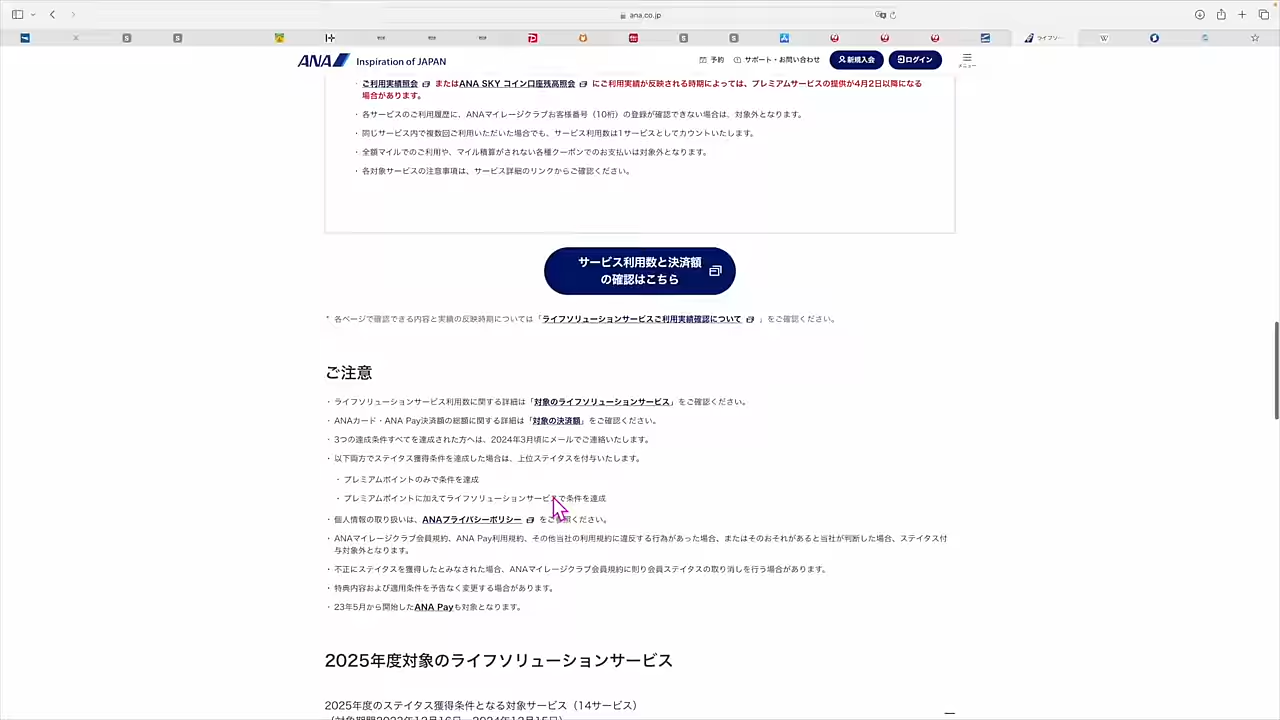 ana.co.jp
ライフソリ…
ANA Inspiration of JAPAN
予約 サポート・お問い合わせ 新規入会 ログイン メニュー
・ご利用実績照会 またはANA SKY コイン口座残高照会 にご利用実績が反映される時期によっては、プレミアムサービスの提供が4月2日以降になる
場合があります。
・各サービスのご利用履歴に、ANAマイレージクラブお客様番号（10桁）の登録が確認できない場合は、対象外となります。
・同じサービス内で複数回ご利用いただいた場合でも、サービス利用数は1サービスとしてカウントいたします。
・全額マイルでのご利用や、マイル積算がされない各種クーポンでのお支払いは対象外となります。
・各対象サービスの注意事項は、サービス詳細のリンクからご確認ください。
サービス利用数と決済額
の確認はこちら
* 各ページで確認できる内容と実績の反映時期については「ライフソリューションサービスご利用実績確認について 」をご確認ください。
ご注意
・ライフソリューションサービス利用数に関する詳細は「対象のライフソリューションサービス」をご確認ください。
・ANAカード・ANA Pay決済額の総額に関する詳細は「対象の決済額」をご確認ください。
・3つの達成条件すべてを達成された方へは、2024年3月頃にメールでご連絡いたします。
・以下両方でステイタス獲得条件を達成した場合は、上位ステイタスを付与いたします。
・プレミアムポイントのみで条件を達成
・プレミアムポイントに加えてライフソリューションサービスで条件を達成
・個人情報の取り扱いは、ANAプライバシーポリシー をご参照ください。
・ANAマイレージクラブ会員規約、ANA Pay利用規約、その他当社の利用規約に違反する行為があった場合、またはそのおそれがあると当社が判断した場合、ステイタス付
与対象外となります。
・不正にステイタスを獲得したとみなされた場合、ANAマイレージクラブ会員規約に則り会員ステイタスの取り消しを行う場合があります。
・特典内容および適用条件を予告なく変更する場合があります。
・23年5月から開始したANA Payも対象となります。
2025年度対象のライフソリューションサービス
2025年度のステイタス獲得条件となる対象サービス（14サービス）
（対象期間2023年12月16日～2024年12月15日）